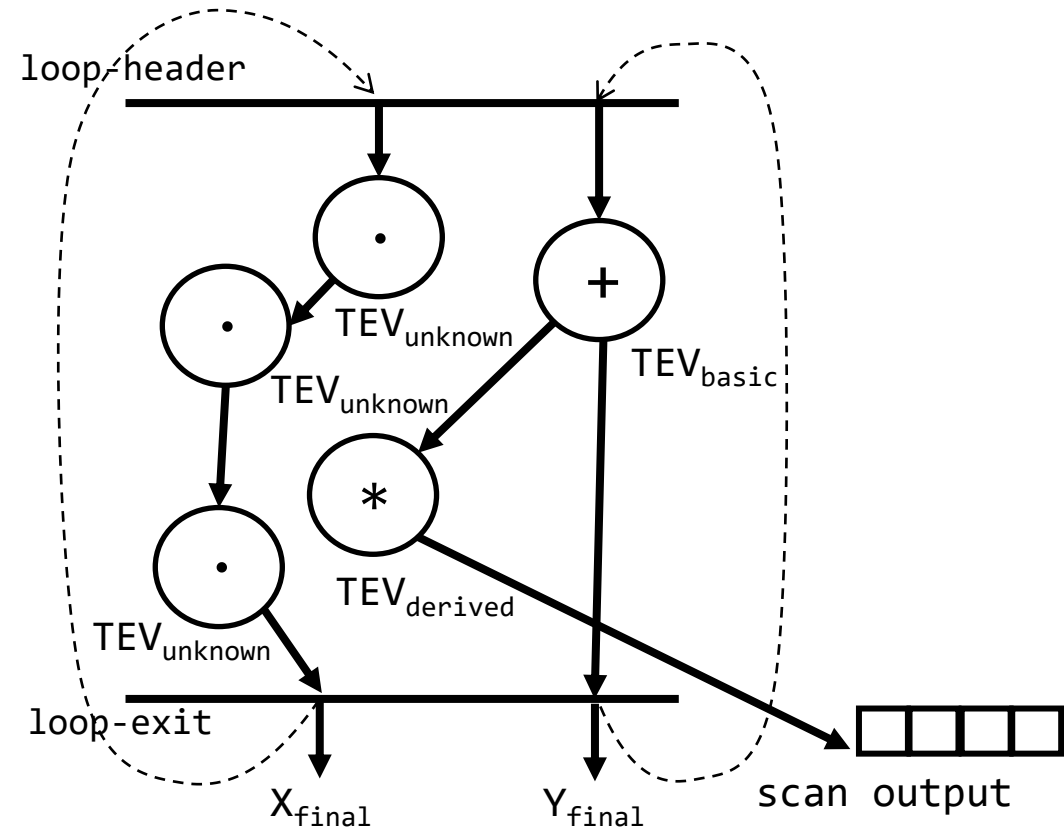 loop-header
·
+
·
TEV_unknown
TEV_basic
TEV_unknown
*
·
TEV_derived
TEV_unknown
loop-exit
X_final
Y_final
scan output